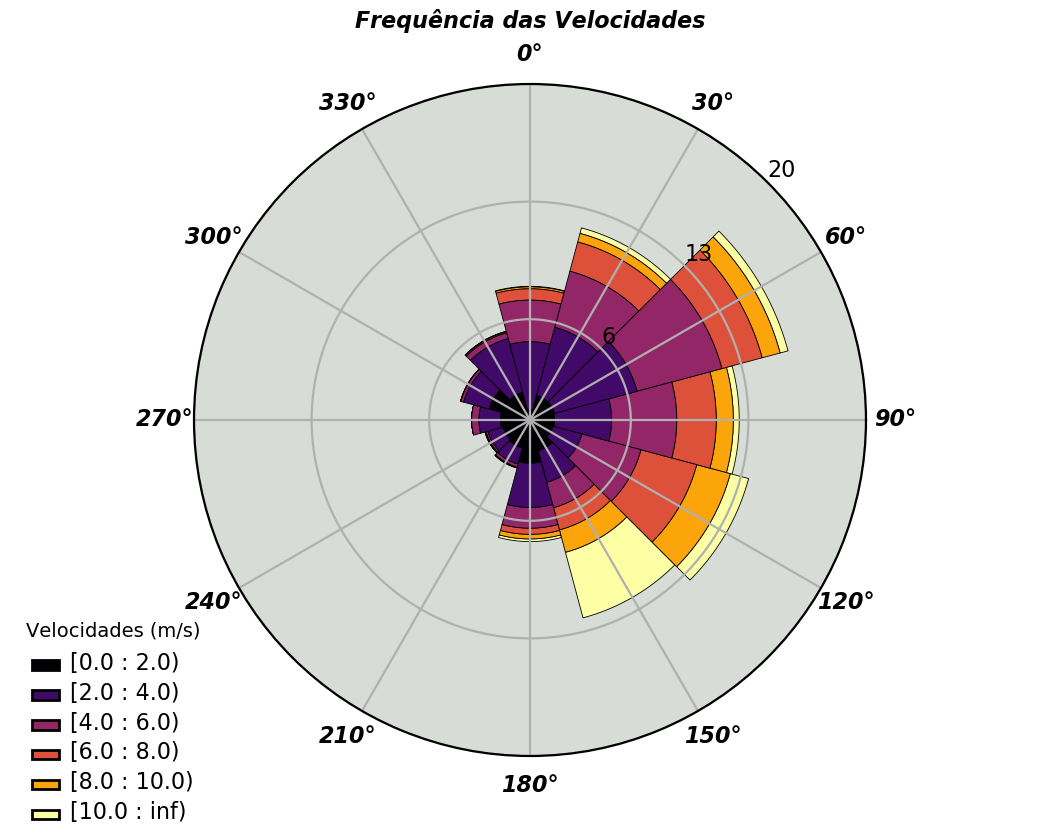 Frequência das Velocidades
0°
330°
30°
20
300°
60°
13
6
270°
90°
240°
120°
210°
150°
180°
Velocidades (m/s)
[0.0 : 2.0)
[2.0 : 4.0)
[4.0 : 6.0)
[6.0 : 8.0)
[8.0 : 10.0)
[10.0 : inf)